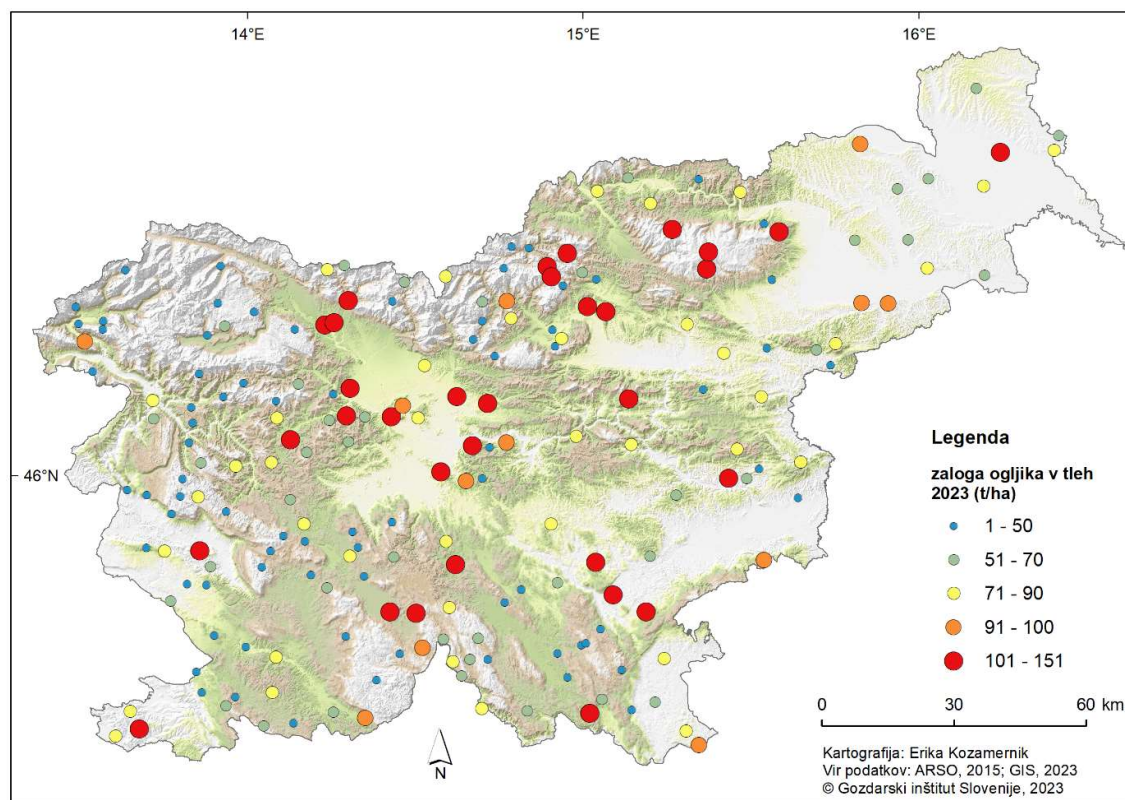 14°E
15°E
16°E
46°N
Legenda
zaloga ogljika v tleh
2023 (t/ha)
1 - 50
51 - 70
71 - 90
91 - 100
101 - 151
0 30 60 km
N
Kartografija: Erika Kozamernik
Vir podatkov: ARSO, 2015; GIS, 2023
© Gozdarski inštitut Slovenije, 2023